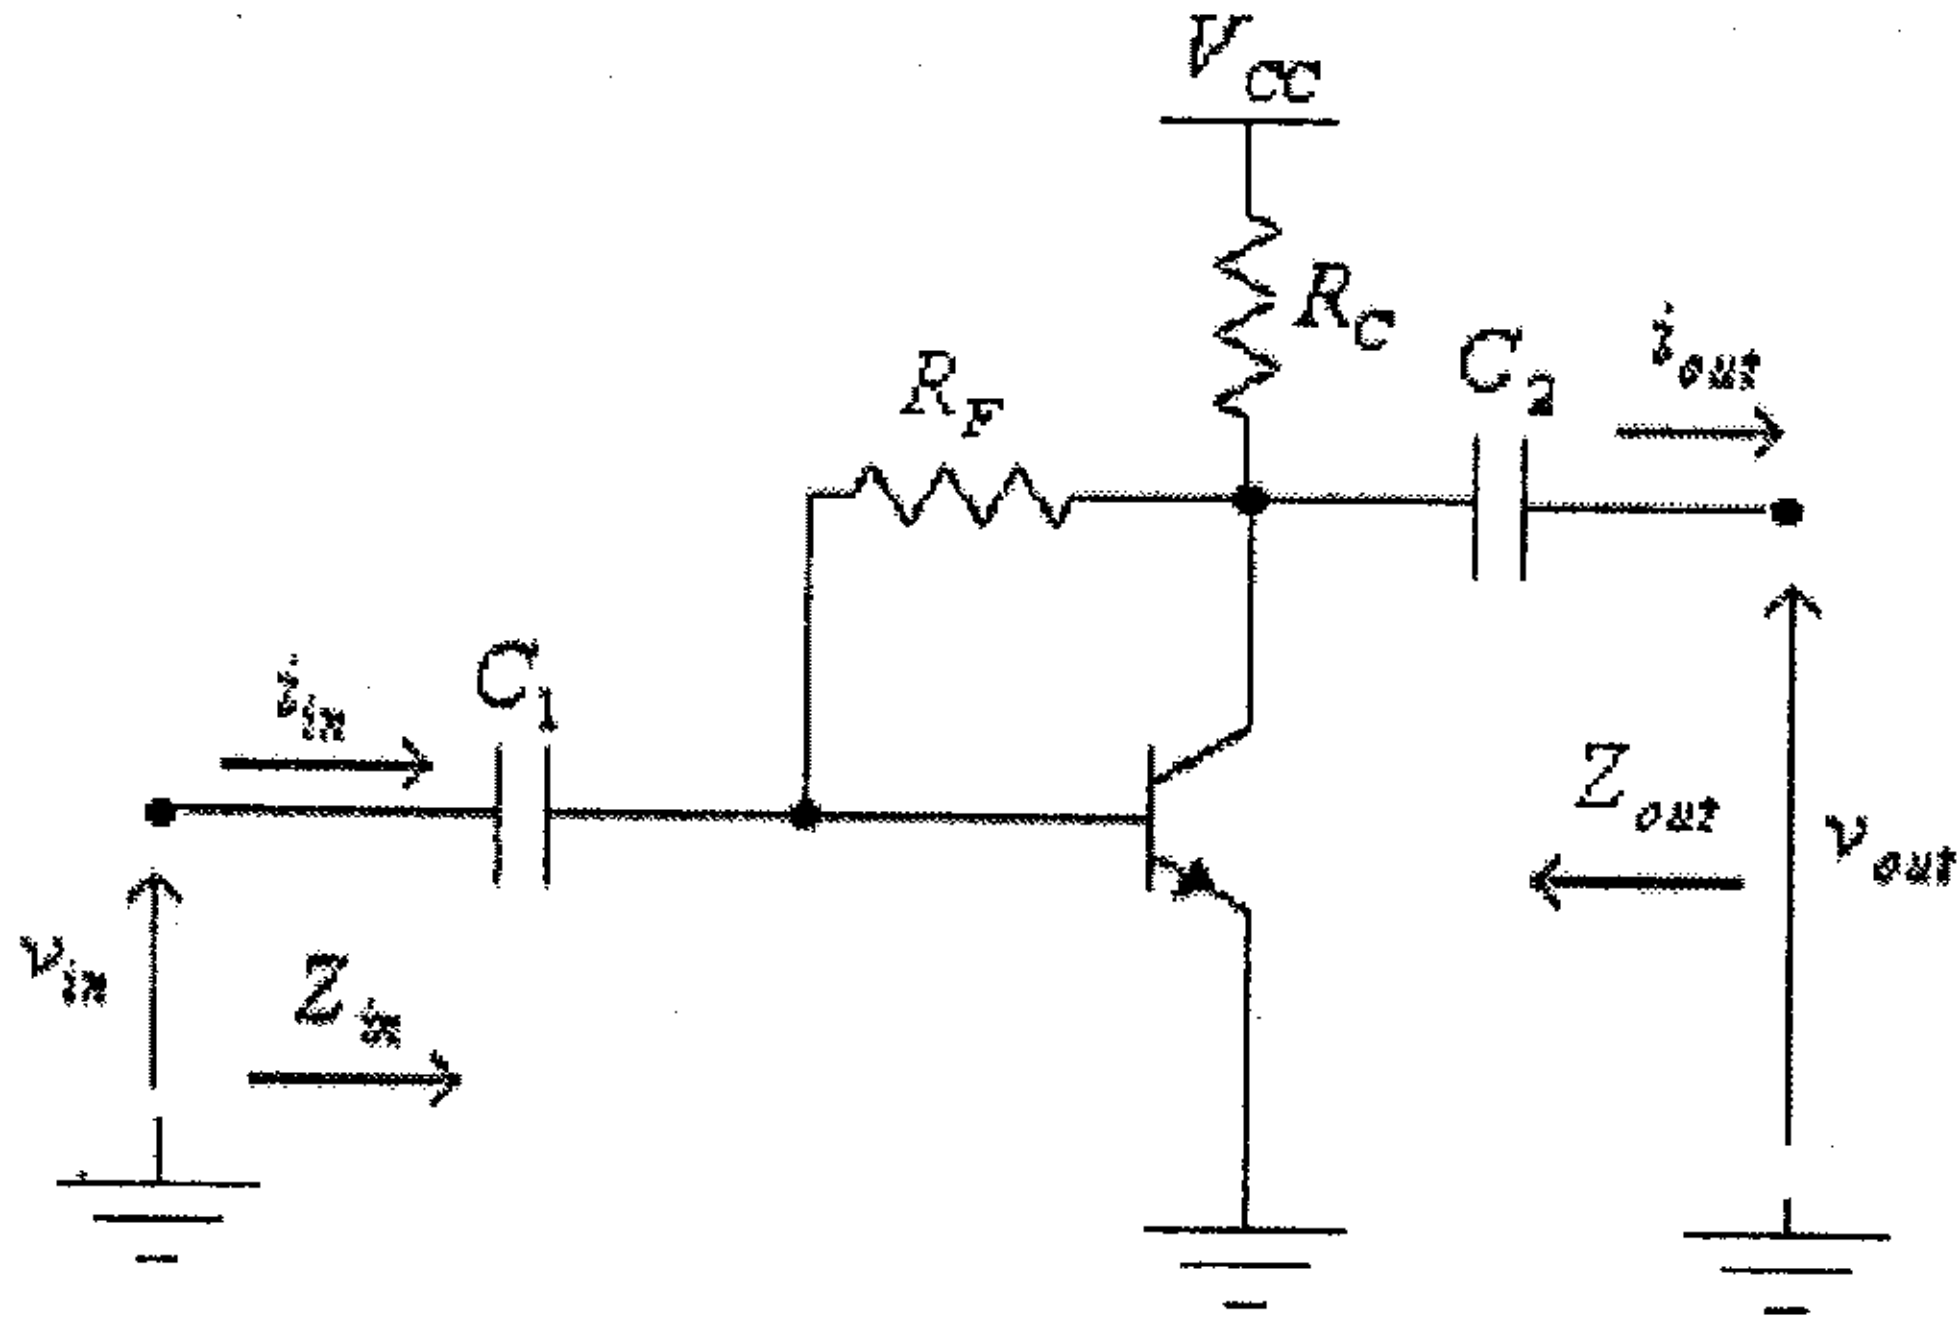 V_CC
R_C
R_F
C_2
i_out
i_in
C_1
Z_out
v_out
v_in
Z_in